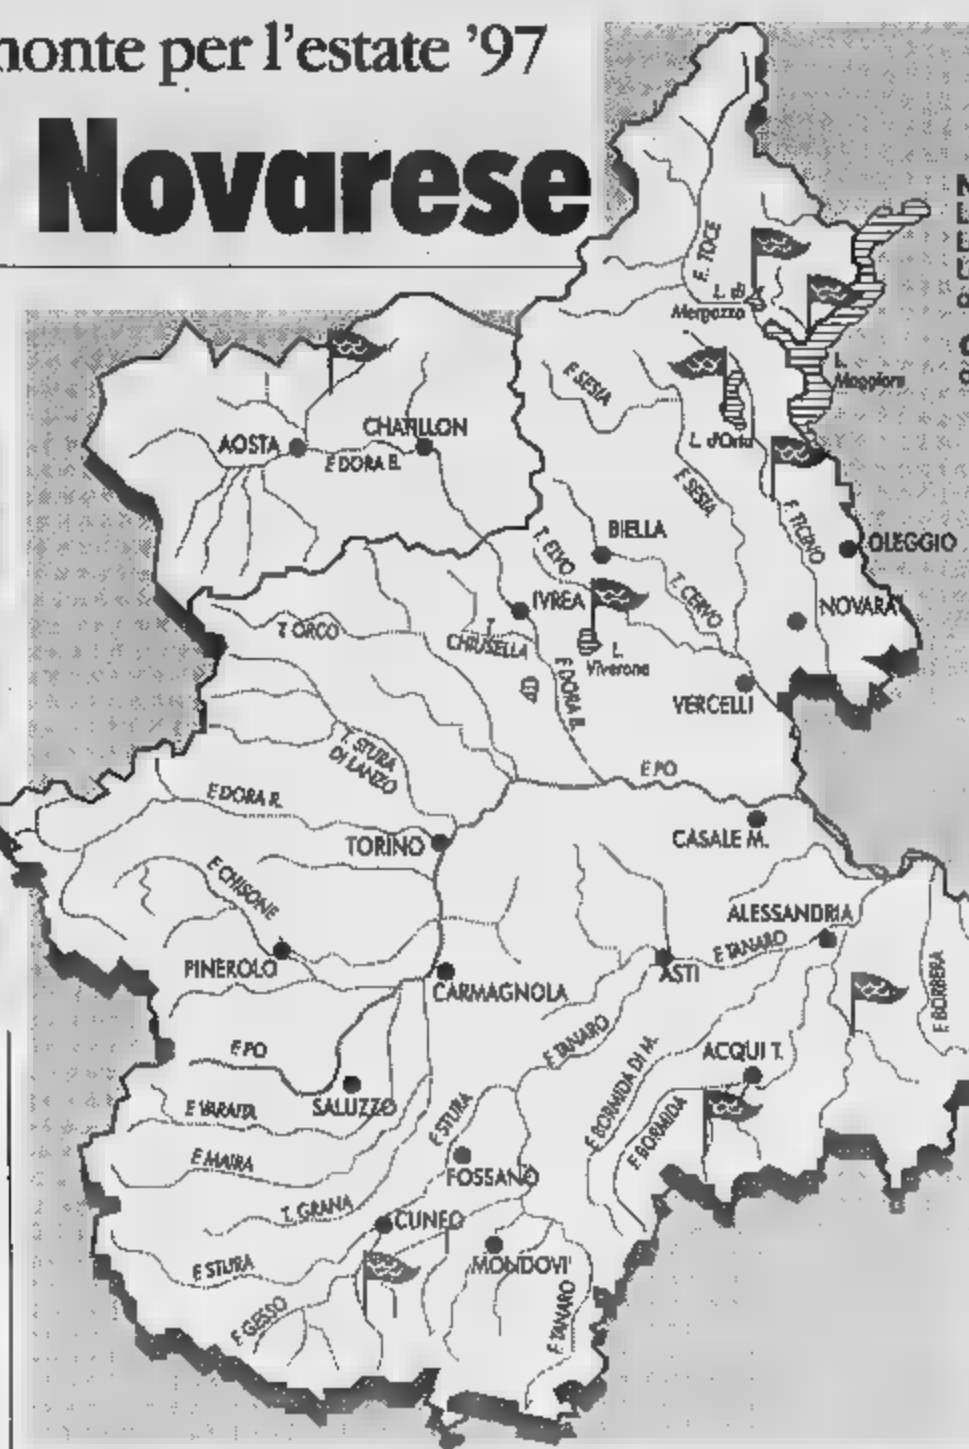 per l'estate '97
Novarese
F. TOCE
L. di
Mergozzo
L.
Maggiore
F. SESIA
AOSTA
CHATILLON
L. d'Orta
F. DORA B.
F. SESIA
F. TICINO
BIELLA
OLEGGIO
T. ELVO
IVREA
T. CERVO
NOVARA
T. ORCO
T.
CHIUSELLA
L.
Viverone
F. DORA B.
VERCELLI
T. STURA
DI LANZO
F. PO
F. DORA R.
TORINO
CASALE M.
F. CHISONE
ALESSANDRIA
F. TANARO
PINEROLO
ASTI
CARMAGNOLA
F. BORBERA
F. TANARO
F. PO
F. BORMIDA DI M.
ACQUI T.
SALUZZO
F. VARAITA
F. STURA
F. BORMIDA
F. MAIRA
FOSSANO
T. GRANA
CUNEO
F. STURA
MONDOVI'
F. GESSO
F. TANARO